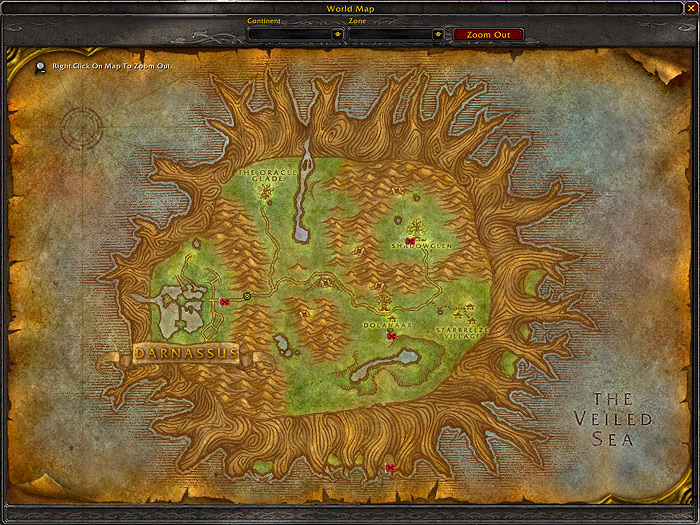 World Map
Continent
Zone
Zoom Out
Right Click On Map To Zoom Out
THE ORACLE
GLADE
SHADOWGLEN
DOLANAAR
STARBREEZE
VILLAGE
DARNASSUS
THE
VEILED
SEA